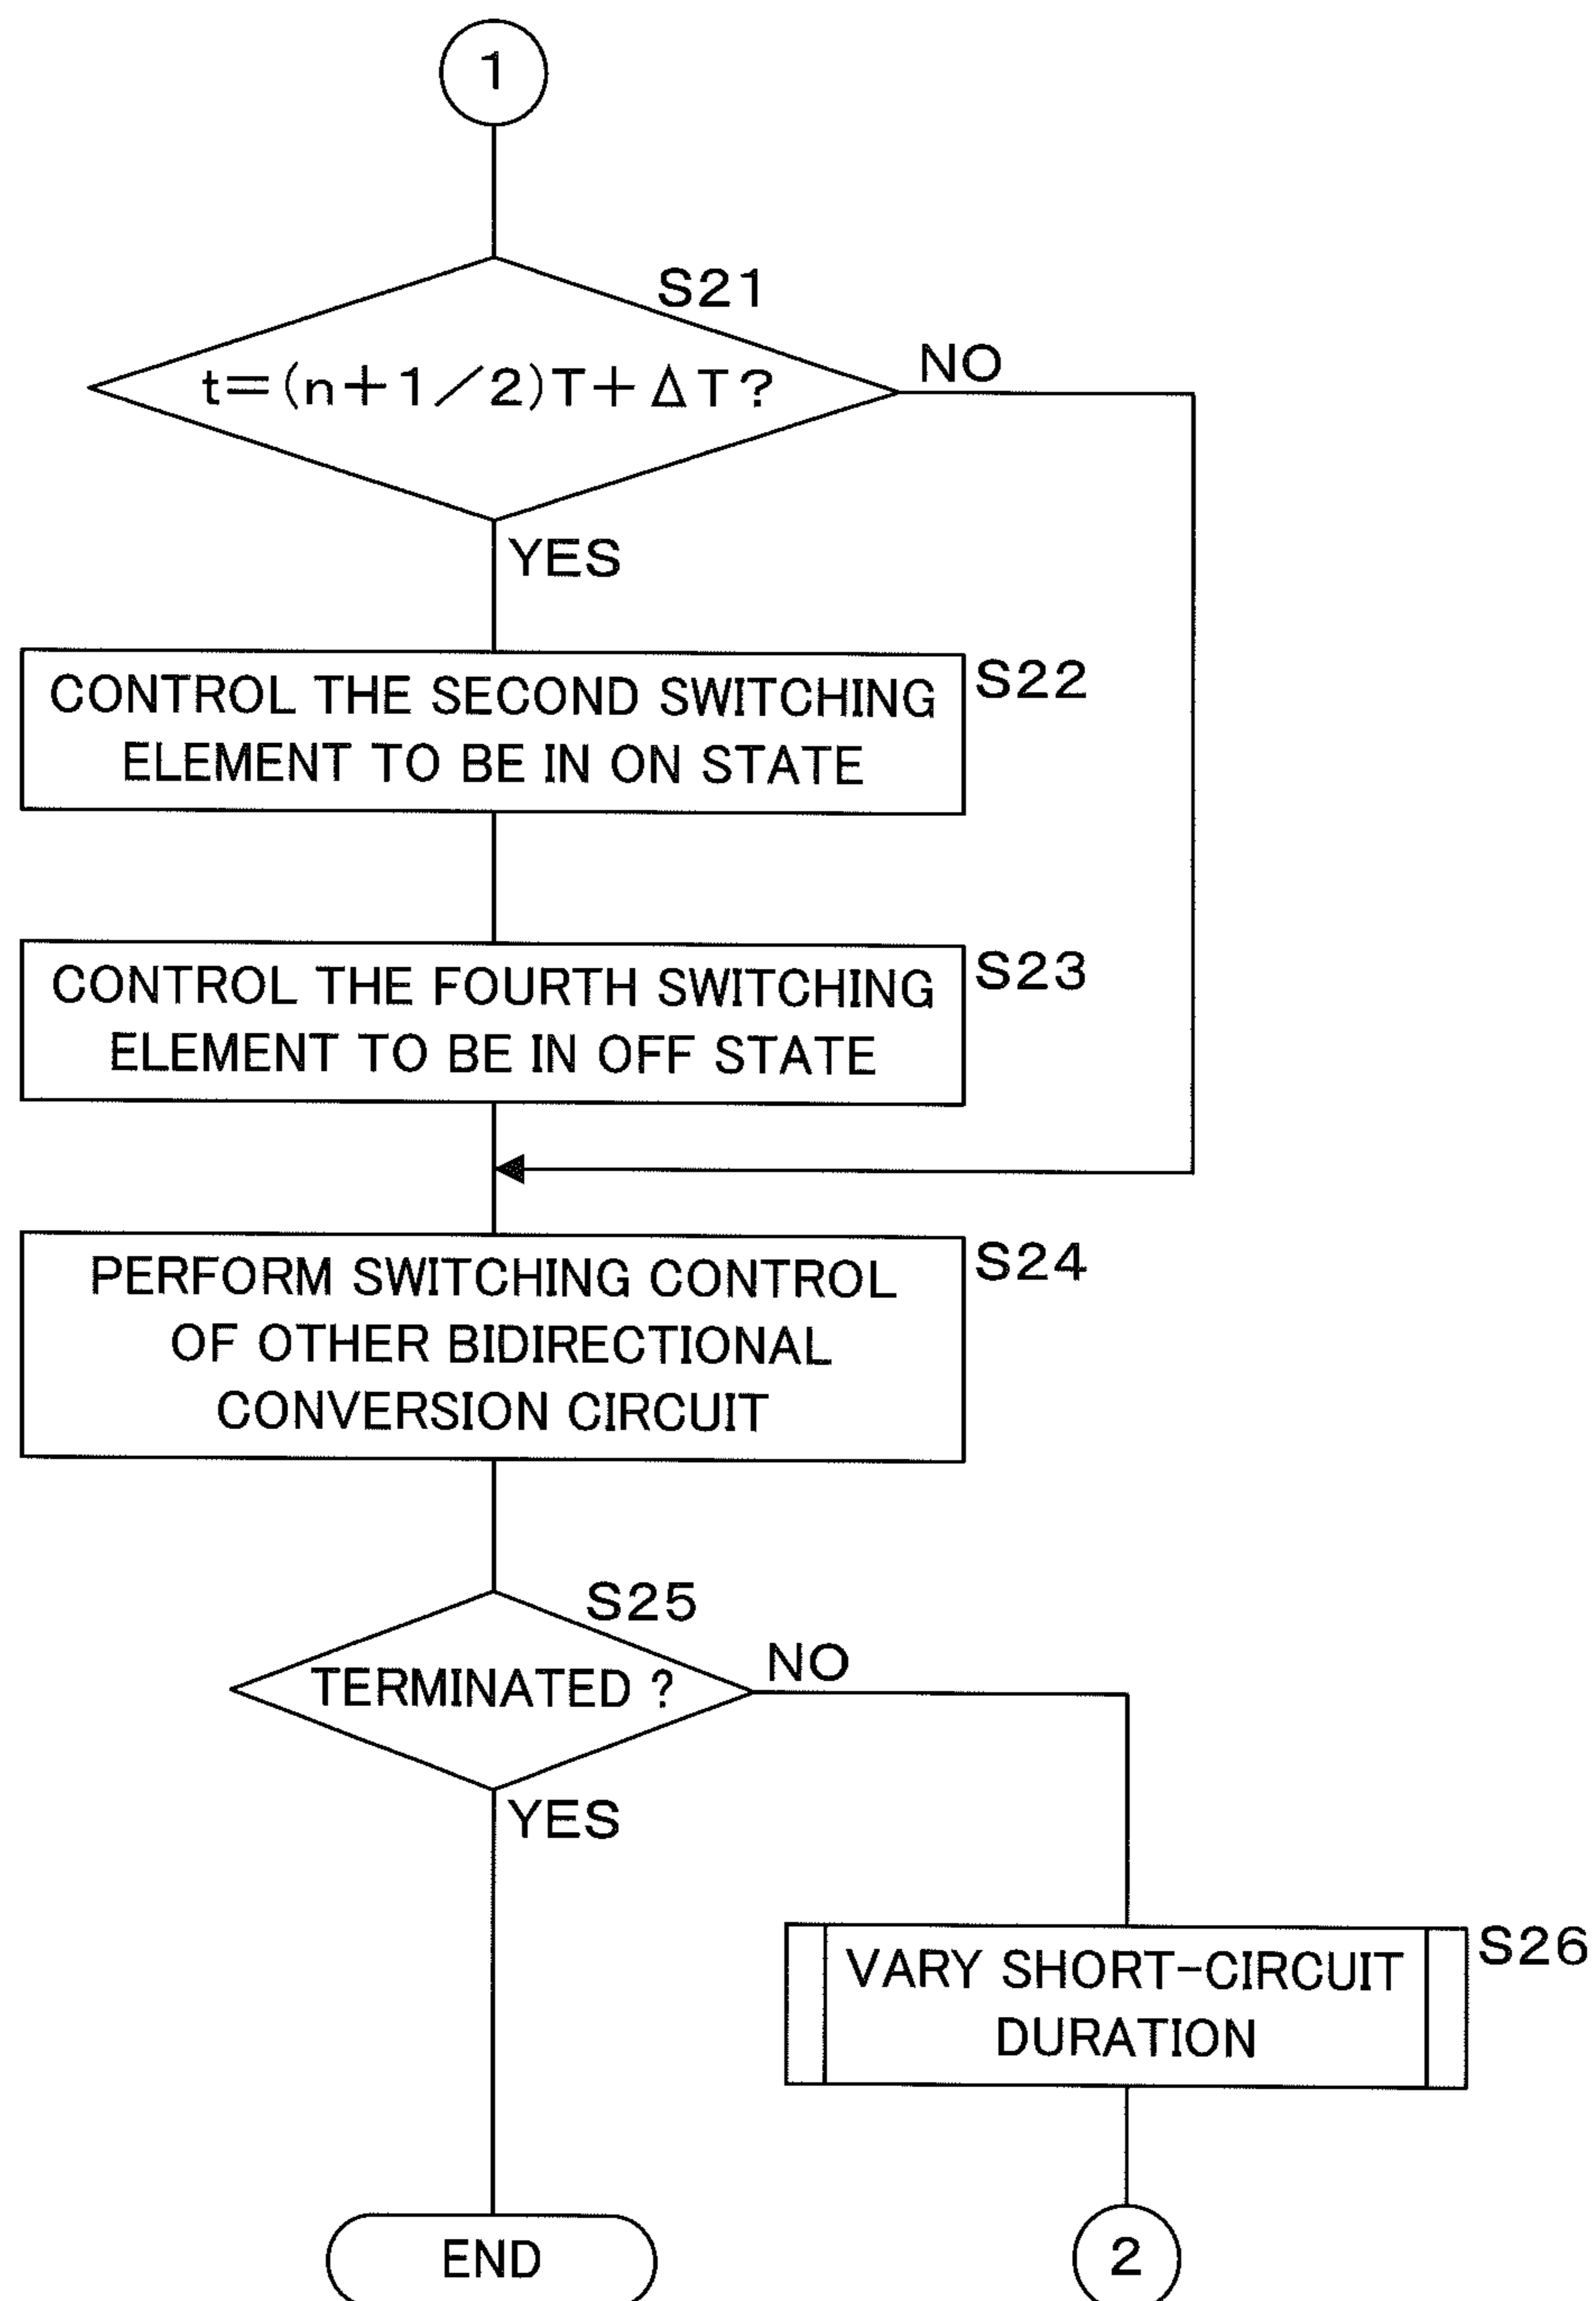 1
S21
t=(n+1/2)T+ΔT?
NO
YES
CONTROL THE SECOND SWITCHING
ELEMENT TO BE IN ON STATE
S22
CONTROL THE FOURTH SWITCHING
ELEMENT TO BE IN OFF STATE
S23
PERFORM SWITCHING CONTROL
OF OTHER BIDIRECTIONAL
CONVERSION CIRCUIT
S24
S25
TERMINATED ?
NO
YES
VARY SHORT-CIRCUIT
DURATION
S26
END
2